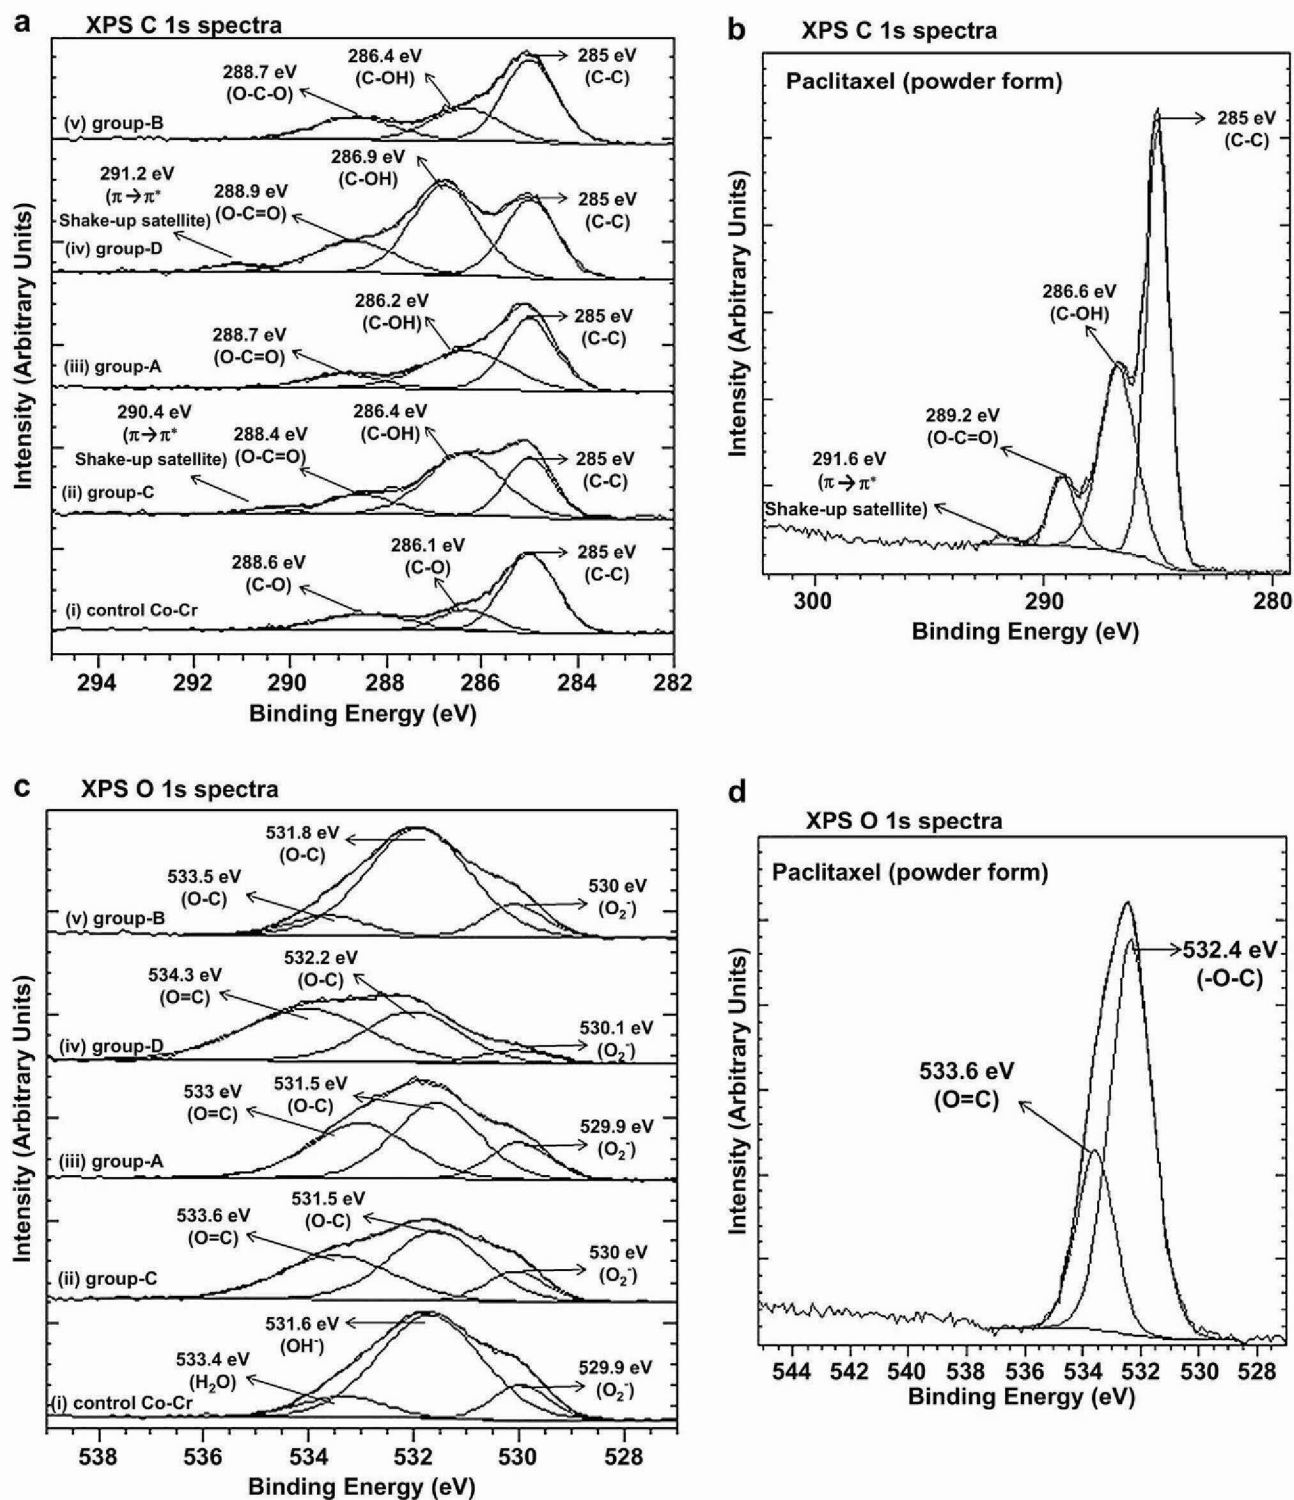 a
XPS C 1s spectra
288.7 eV
(O-C-O)
286.4 eV
(C-OH)
285 eV
(C-C)
(v) group-B
291.2 eV
(π→π*
Shake-up satellite)
288.9 eV
(O-C=O)
286.9 eV
(C-OH)
285 eV
(C-C)
(iv) group-D
288.7 eV
(O-C=O)
286.2 eV
(C-OH)
285 eV
(C-C)
(iii) group-A
290.4 eV
(π→π*
Shake-up satellite)
288.4 eV
(O-C=O)
286.4 eV
(C-OH)
285 eV
(C-C)
(ii) group-C
288.6 eV
(C-O)
286.1 eV
(C-O)
285 eV
(C-C)
(i) control Co-Cr
Intensity (Arbitrary Units)
294 292 290 288 286 284 282
Binding Energy (eV)
b
XPS C 1s spectra
Paclitaxel (powder form)
285 eV
(C-C)
286.6 eV
(C-OH)
289.2 eV
(O-C=O)
291.6 eV
(π→π*
Shake-up satellite)
Intensity (Arbitrary Units)
300 290 280
Binding Energy (eV)
c
XPS O 1s spectra
531.8 eV
(O-C)
533.5 eV
(O-C)
530 eV
(O2-)
(v) group-B
534.3 eV
(O=C)
532.2 eV
(O-C)
530.1 eV
(O2-)
(iv) group-D
533 eV
(O=C)
531.5 eV
(O-C)
529.9 eV
(O2-)
(iii) group-A
533.6 eV
(O=C)
531.5 eV
(O-C)
530 eV
(O2-)
(ii) group-C
531.6 eV
(OH-)
533.4 eV
(H2O)
529.9 eV
(O2-)
(i) control Co-Cr
Intensity (Arbitrary Units)
538 536 534 532 530 528
Binding Energy (eV)
d
XPS O 1s spectra
Paclitaxel (powder form)
532.4 eV
(-O-C)
533.6 eV
(O=C)
Intensity (Arbitrary Units)
544 542 540 538 536 534 532 530 528
Binding Energy (eV)